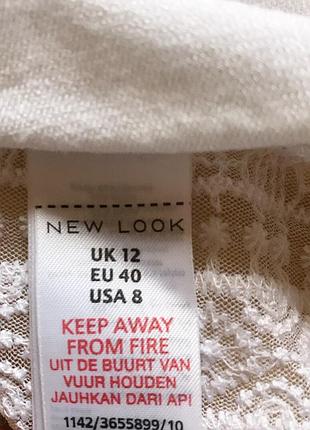 NEW LOOK
UK 12
EU 40
USA 8
KEEP AWAY
FROM FIRE
UIT DE BUURT VAN
VUUR HOUDEN
JAUHKAN DARI API
1142/3655899/10